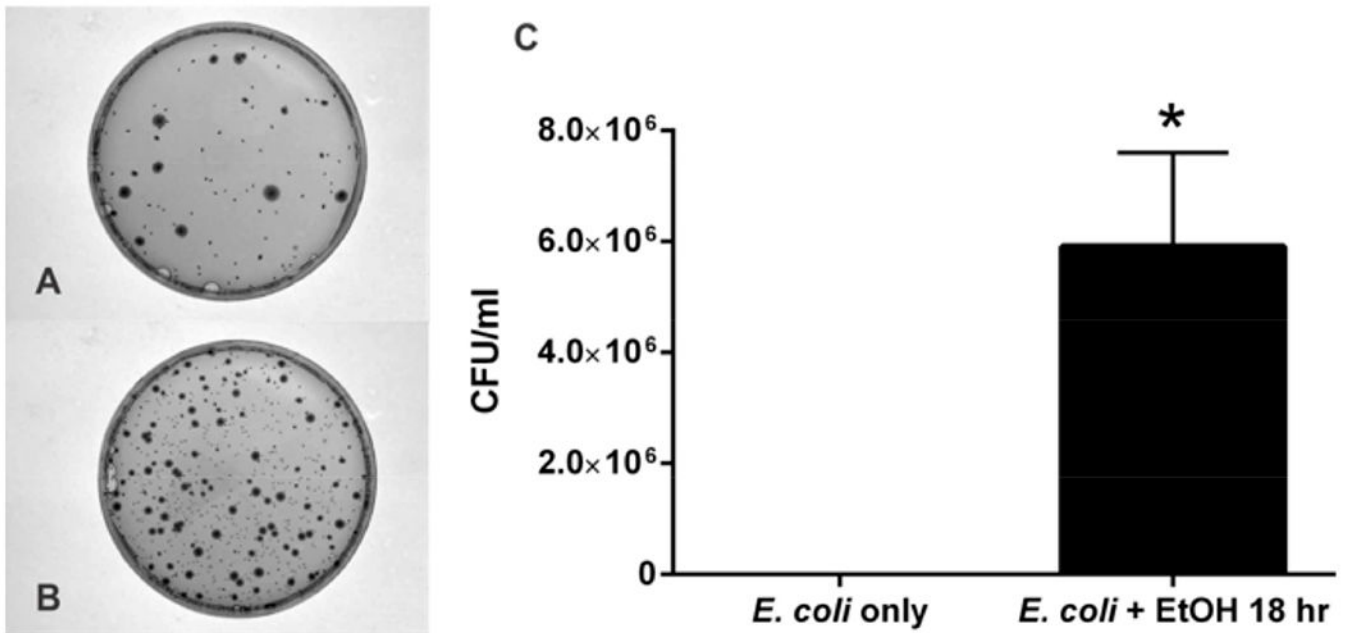 A
B
C
CFU/ml
8.0×10⁶
6.0×10⁶
4.0×10⁶
2.0×10⁶
0
*
E. coli only
E. coli + EtOH 18 hr